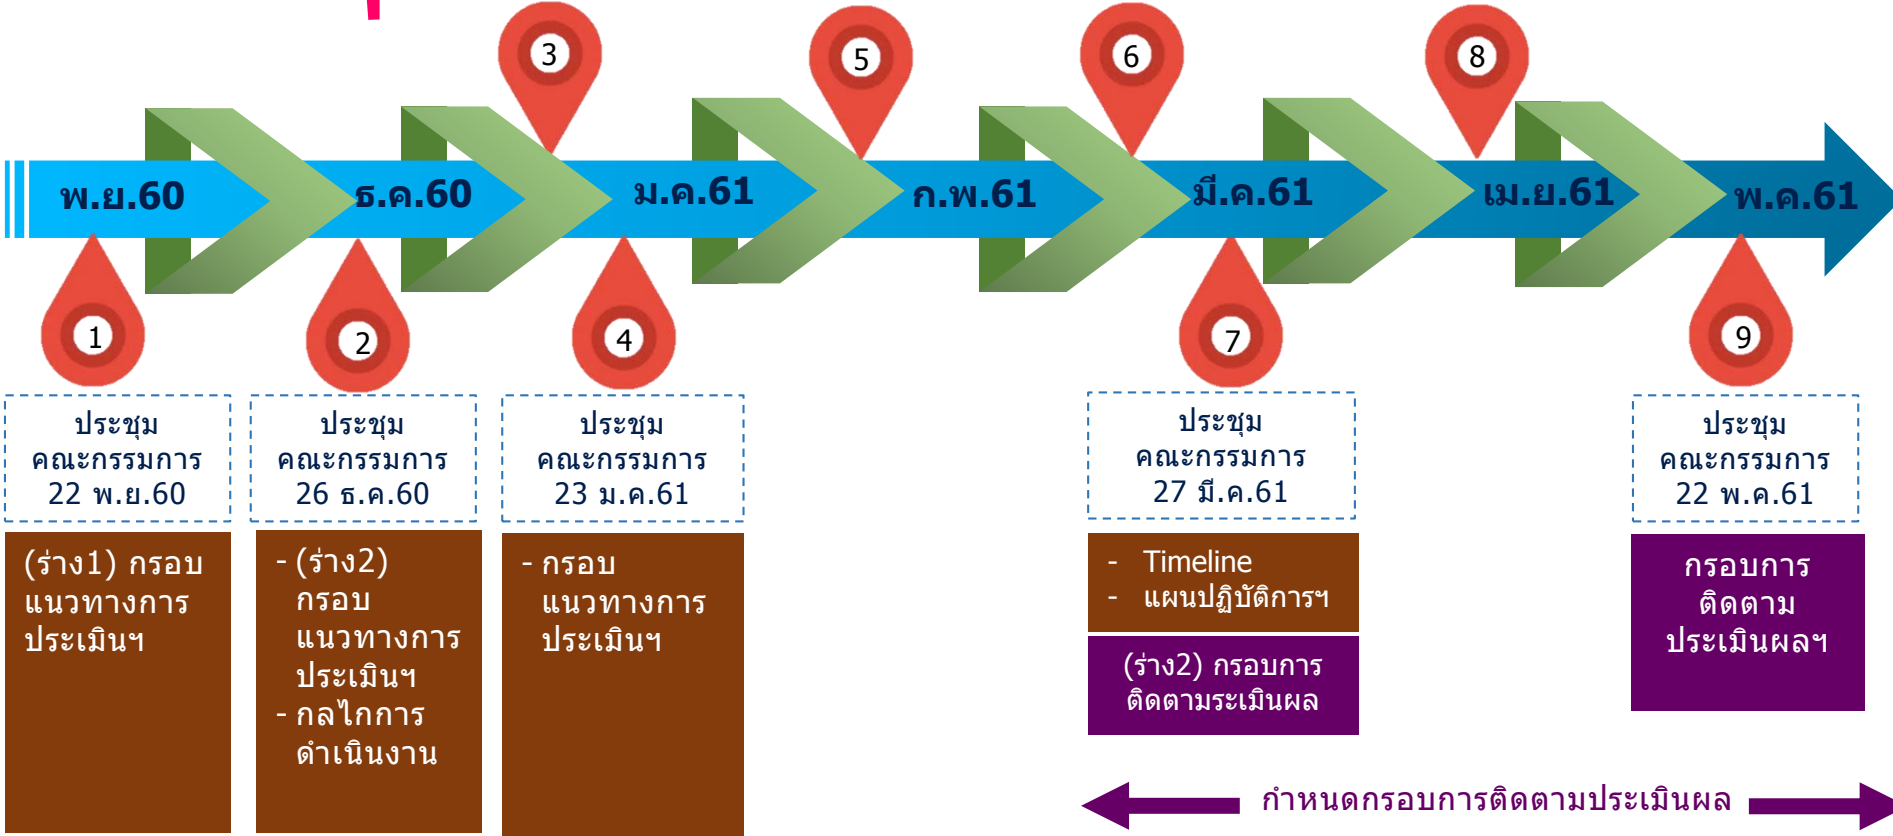 3
5
6
8
พ.ย.60
ธ.ค.60
ม.ค.61
ก.พ.61
มี.ค.61
เม.ย.61
พ.ค.61
1
2
4
7
9
ประชุม
คณะกรรมการ
22 พ.ย.60
ประชุม
คณะกรรมการ
26 ธ.ค.60
ประชุม
คณะกรรมการ
23 ม.ค.61
ประชุม
คณะกรรมการ
27 มี.ค.61
ประชุม
คณะกรรมการ
22 พ.ค.61
(ร่าง1) กรอบ
แนวทางการ
ประเมินฯ
- (ร่าง2)
กรอบ
แนวทางการ
ประเมินฯ
- กลไกการ
ดำเนินงาน
- กรอบ
แนวทางการ
ประเมินฯ
- Timeline
- แผนปฏิบัติการฯ
(ร่าง2) กรอบการ
ติดตามระเมินผล
กรอบการ
ติดตาม
ประเมินผลฯ
กำหนดกรอบการติดตามประเมินผล